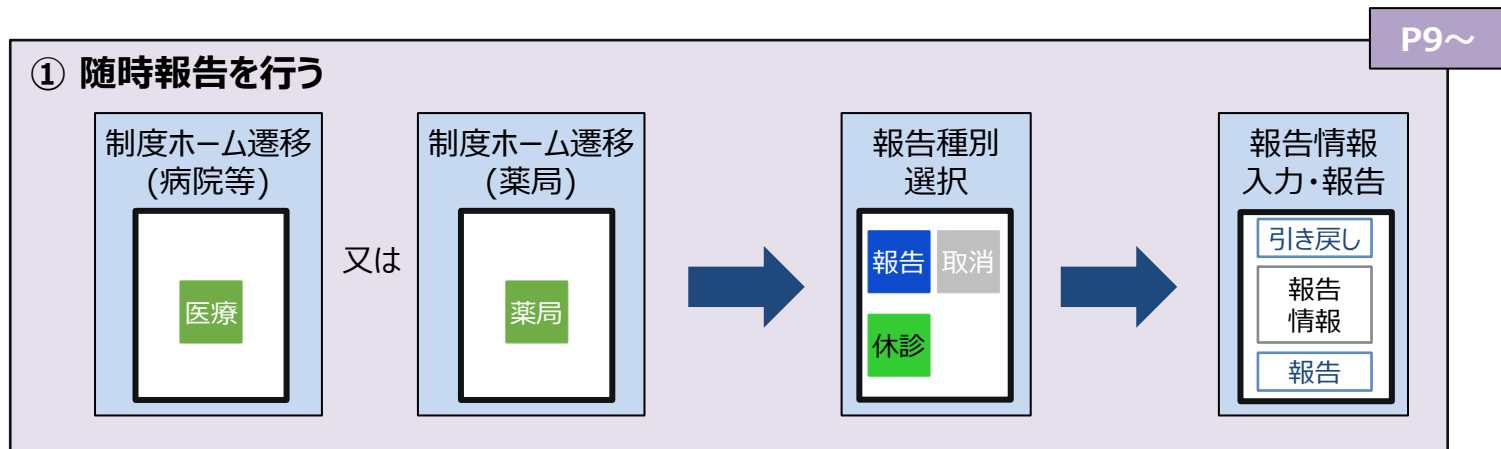 P9～
① 随時報告を行う
制度ホーム遷移
(病院等)
医療
又は
制度ホーム遷移
(薬局)
薬局
報告種別
選択
報告 取消
休診
報告情報
入力・報告
引き戻し
報告
情報
報告